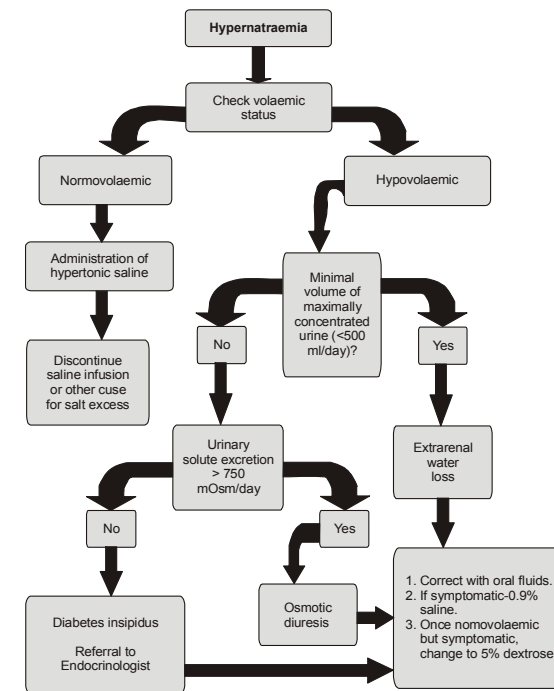 Hypernatraemia
Check volaemic
status
Normovolaemic
Hypovolaemic
Administration of
hypertonic saline
Minimal
volume of
maximally
concentrated
urine (<500
ml/day)?
No
Yes
Discontinue
saline infusion
or other cuse
for salt excess
Urinary
solute excretion
> 750
mOsm/day
Extrarenal
water
loss
No
Yes
Diabetes insipidus
Referral to
Endocrinologist
Osmotic
diuresis
1. Correct with oral fluids.
2. If symptomatic-0.9%
saline.
3. Once nomovolaemic
but symptomatic,
change to 5% dextrose